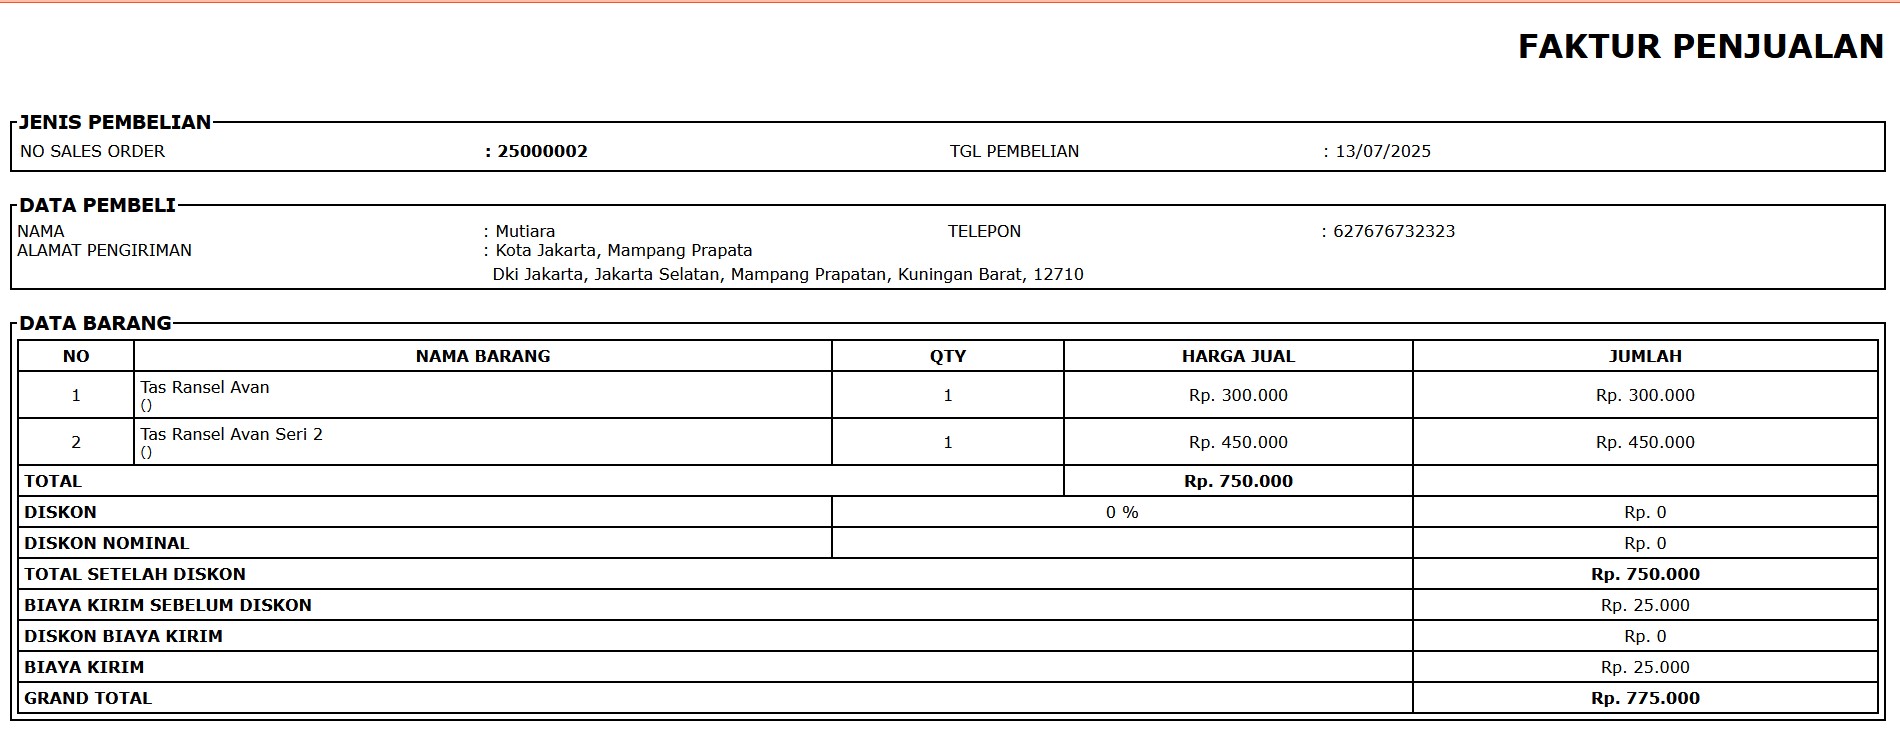 FAKTUR PENJUALAN
JENIS PEMBELIAN
NO SALES ORDER : 25000002 TGL PEMBELIAN : 13/07/2025
DATA PEMBELI
NAMA : Mutiara TELEPON : 627676732323
ALAMAT PENGIRIMAN : Kota Jakarta, Mampang Prapata
Dki Jakarta, Jakarta Selatan, Mampang Prapatan, Kuningan Barat, 12710
DATA BARANG
NO NAMA BARANG QTY HARGA JUAL JUMLAH
1 Tas Ransel Avan 1 Rp. 300.000 Rp. 300.000
()
2 Tas Ransel Avan Seri 2 1 Rp. 450.000 Rp. 450.000
()
TOTAL Rp. 750.000
DISKON 0 % Rp. 0
DISKON NOMINAL Rp. 0
TOTAL SETELAH DISKON Rp. 750.000
BIAYA KIRIM SEBELUM DISKON Rp. 25.000
DISKON BIAYA KIRIM Rp. 0
BIAYA KIRIM Rp. 25.000
GRAND TOTAL Rp. 775.000